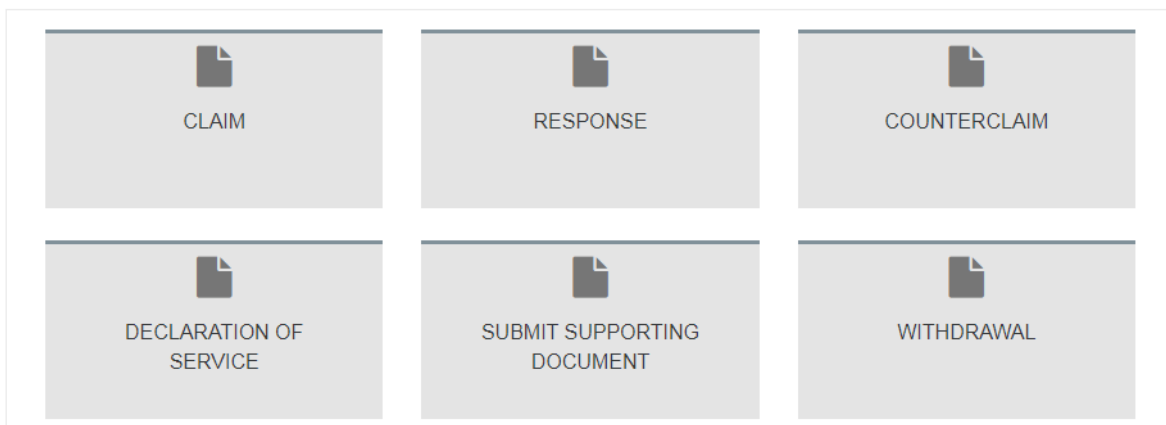 CLAIM
RESPONSE
COUNTERCLAIM
DECLARATION OF
SERVICE
SUBMIT SUPPORTING
DOCUMENT
WITHDRAWAL